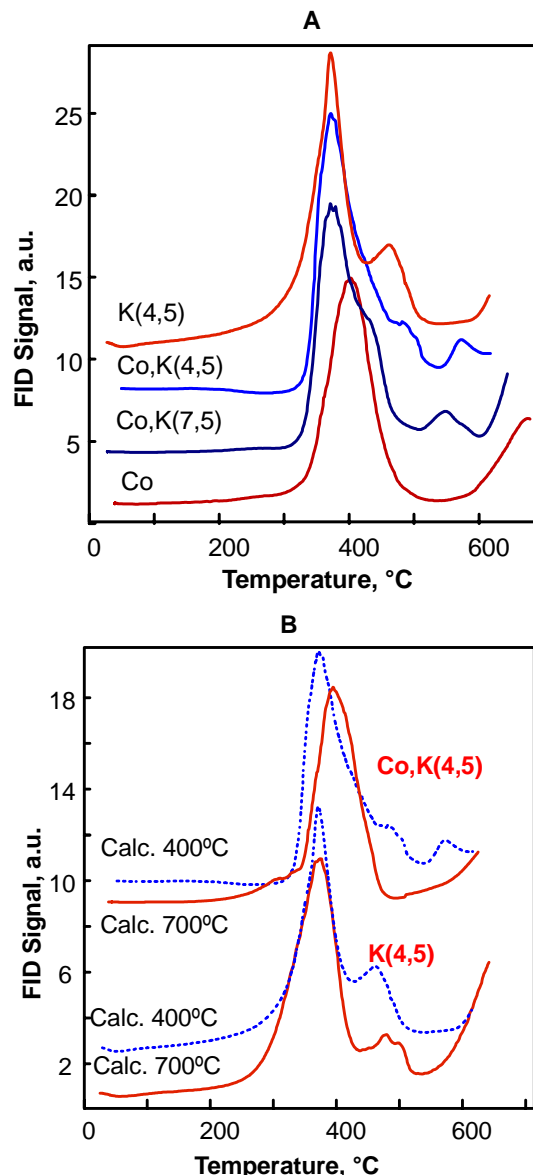 A
FID Signal, a.u.
25
20
15
10
5
K(4,5)
Co,K(4,5)
Co,K(7,5)
Co
0
200
400
600
Temperature, °C
B
FID Signal, a.u.
18
14
10
6
2
Co,K(4,5)
Calc. 400ºC
Calc. 700ºC
K(4,5)
Calc. 400ºC
Calc. 700ºC
0
200
400
600
Temperature, °C